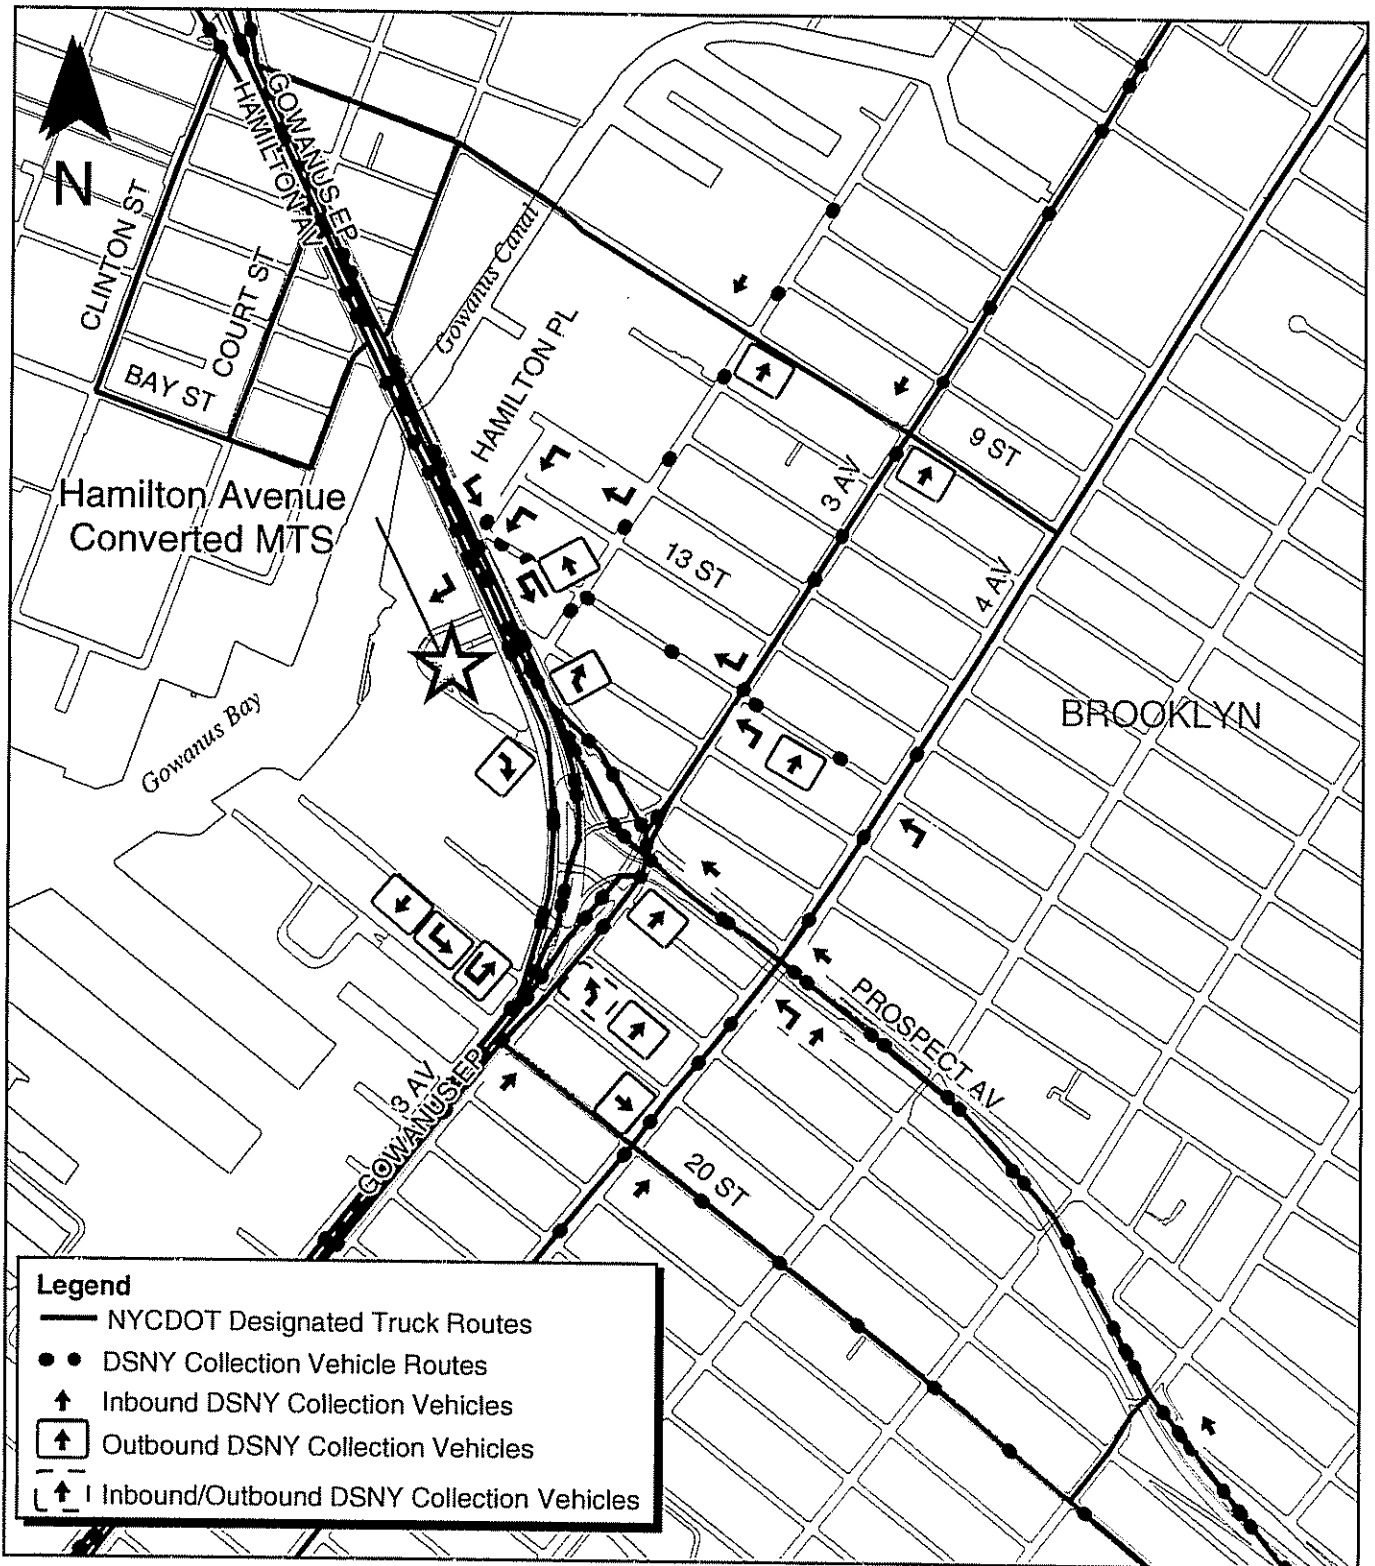 N
GOWANUS EP
HAMILTON AV
CLINTON ST
COURT ST
BAY ST
Gowanus Canal
HAMILTON PL
Hamilton Avenue
Converted MTS
9 ST
3 AV
13 ST
4 AV
BROOKLYN
Gowanus Bay
PROSPECT AV
3 AV
GOWANUS EP
20 ST
Legend
NYCDOT Designated Truck Routes
DSNY Collection Vehicle Routes
Inbound DSNY Collection Vehicles
Outbound DSNY Collection Vehicles
Inbound/Outbound DSNY Collection Vehicles